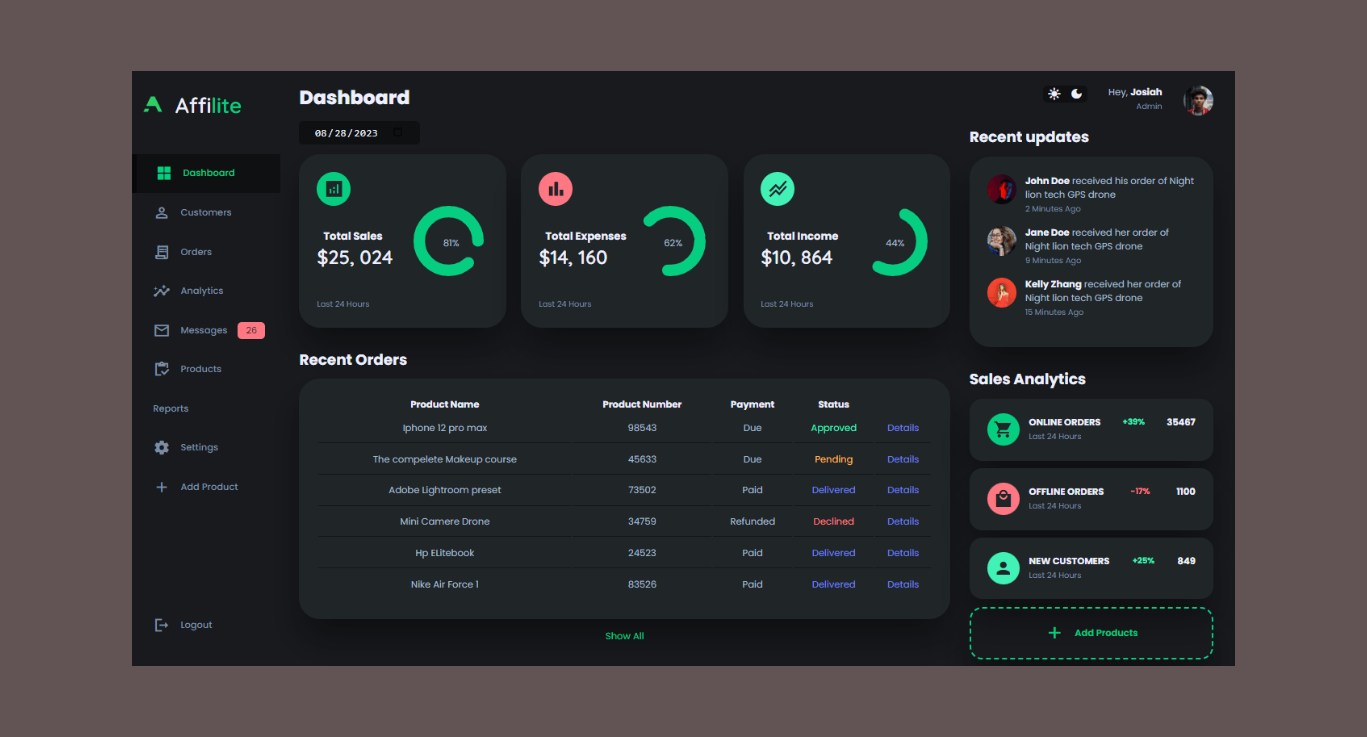 Affilite
Dashboard
Customers
Orders
Analytics
Messages 26
Products
Reports
Settings
Add Product
Logout
Dashboard
08/28/2023
Total Sales
$25, 024
81%
Last 24 Hours
Total Expenses
$14, 160
62%
Last 24 Hours
Total Income
$10, 864
44%
Last 24 Hours
Recent Orders
Product Name Product Number Payment Status
Iphone 12 pro max 98543 Due Approved Details
The compelete Makeup course 45633 Due Pending Details
Adobe Lightroom preset 73502 Paid Delivered Details
Mini Camere Drone 34759 Refunded Declined Details
Hp ELitebook 24523 Paid Delivered Details
Nike Air Force 1 83526 Paid Delivered Details
Show All
Hey, Josiah
Admin
Recent updates
John Doe received his order of Night
lion tech GPS drone
2 Minutes Ago
Jane Doe received her order of
Night lion tech GPS drone
9 Minutes Ago
Kelly Zhang received her order of
Night lion tech GPS drone
15 Minutes Ago
Sales Analytics
ONLINE ORDERS +39% 35467
Last 24 Hours
OFFLINE ORDERS -17% 1100
Last 24 Hours
NEW CUSTOMERS +25% 849
Last 24 Hours
Add Products